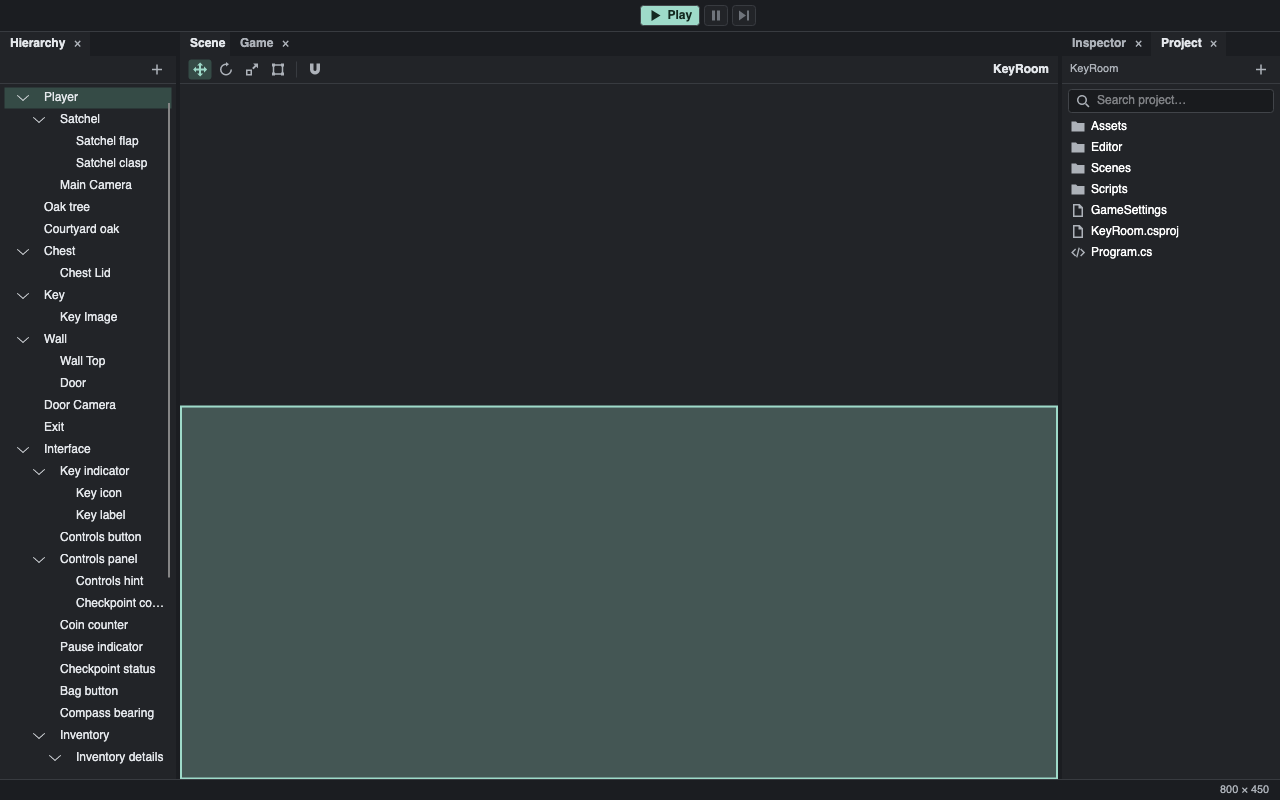 Play
Hierarchy ×
Scene
Game ×
Inspector ×
Project ×
KeyRoom
KeyRoom
Search project...
Player
Satchel
Satchel flap
Satchel clasp
Main Camera
Oak tree
Courtyard oak
Chest
Chest Lid
Key
Key Image
Wall
Wall Top
Door
Door Camera
Exit
Interface
Key indicator
Key icon
Key label
Controls button
Controls panel
Controls hint
Checkpoint co...
Coin counter
Pause indicator
Checkpoint status
Bag button
Compass bearing
Inventory
Inventory details
Assets
Editor
Scenes
Scripts
GameSettings
KeyRoom.csproj
Program.cs
800 × 450